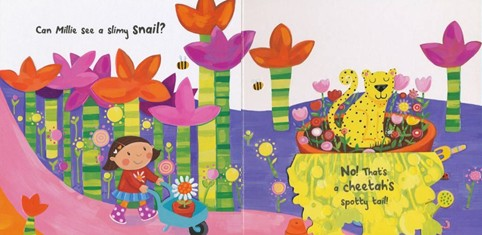 Can Millie see a slimy snail?
No! That's
a cheetah's
spotty tail!